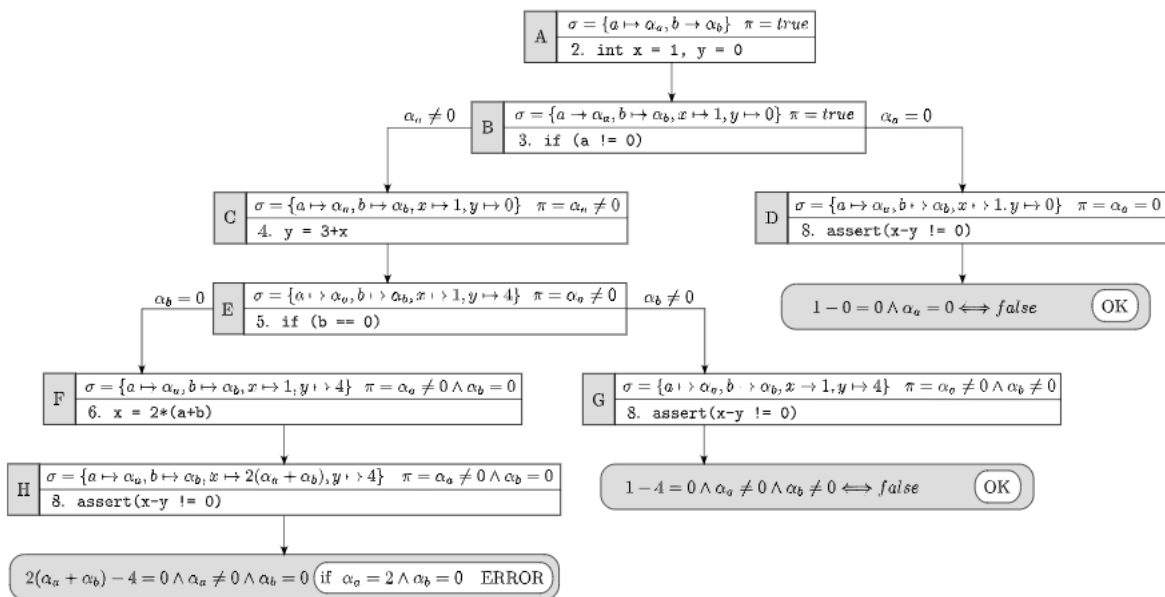 A
σ = {a ↦ α_a, b → α_b} π = true
2. int x = 1, y = 0
α_a ≠ 0
B
σ = {a → α_a, b ↦ α_b, x ↦ 1, y ↦ 0} π = true
3. if (a != 0)
α_a = 0
C
σ = {a ↦ α_a, b ↦ α_b, x ↦ 1, y ↦ 0} π = α_a ≠ 0
4. y = 3+x
D
σ = {a ↦ α_a, b ↦ α_b, x ↦ 1. y ↦ 0} π = α_a = 0
8. assert(x-y != 0)
α_b = 0
E
σ = {a ↦ α_a, b ↦ α_b, x ↦ 1, y ↦ 4} π = α_a ≠ 0
5. if (b == 0)
α_b ≠ 0
1 − 0 = 0 ∧ α_a = 0 ⟺ false OK
F
σ = {a ↦ α_a, b ↦ α_b, x ↦ 1, y ↦ 4} π = α_a ≠ 0 ∧ α_b = 0
6. x = 2*(a+b)
G
σ = {a ↦ α_a, b ↦ α_b, x → 1, y ↦ 4} π = α_a ≠ 0 ∧ α_b ≠ 0
8. assert(x-y != 0)
H
σ = {a ↦ α_a, b ↦ α_b, x ↦ 2(α_a + α_b), y ↦ 4} π = α_a ≠ 0 ∧ α_b = 0
8. assert(x-y != 0)
1 − 4 = 0 ∧ α_a ≠ 0 ∧ α_b ≠ 0 ⟺ false OK
2(α_a + α_b) − 4 = 0 ∧ α_a ≠ 0 ∧ α_b = 0 if α_a = 2 ∧ α_b = 0 ERROR